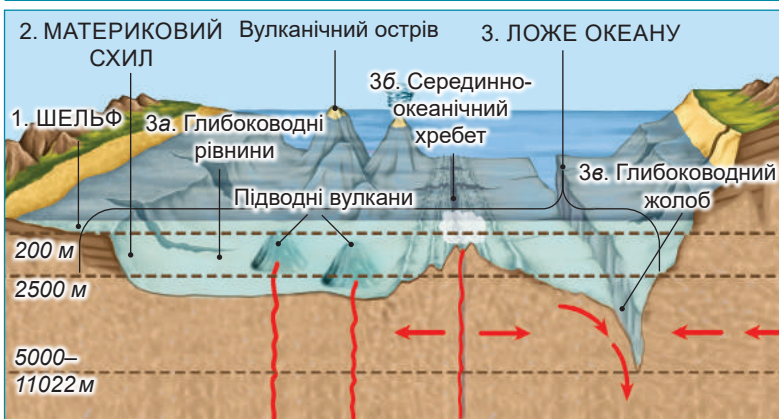 2. МАТЕРИКОВИЙ
СХИЛ
Вулканічний острів
3. ЛОЖЕ ОКЕАНУ
1. ШЕЛЬФ
3а. Глибоководні
рівнини
3б. Серединно-
океанічний
хребет
3в. Глибоководний
жолоб
Підводні вулкани
200 м
2500 м
5000–
11022 м